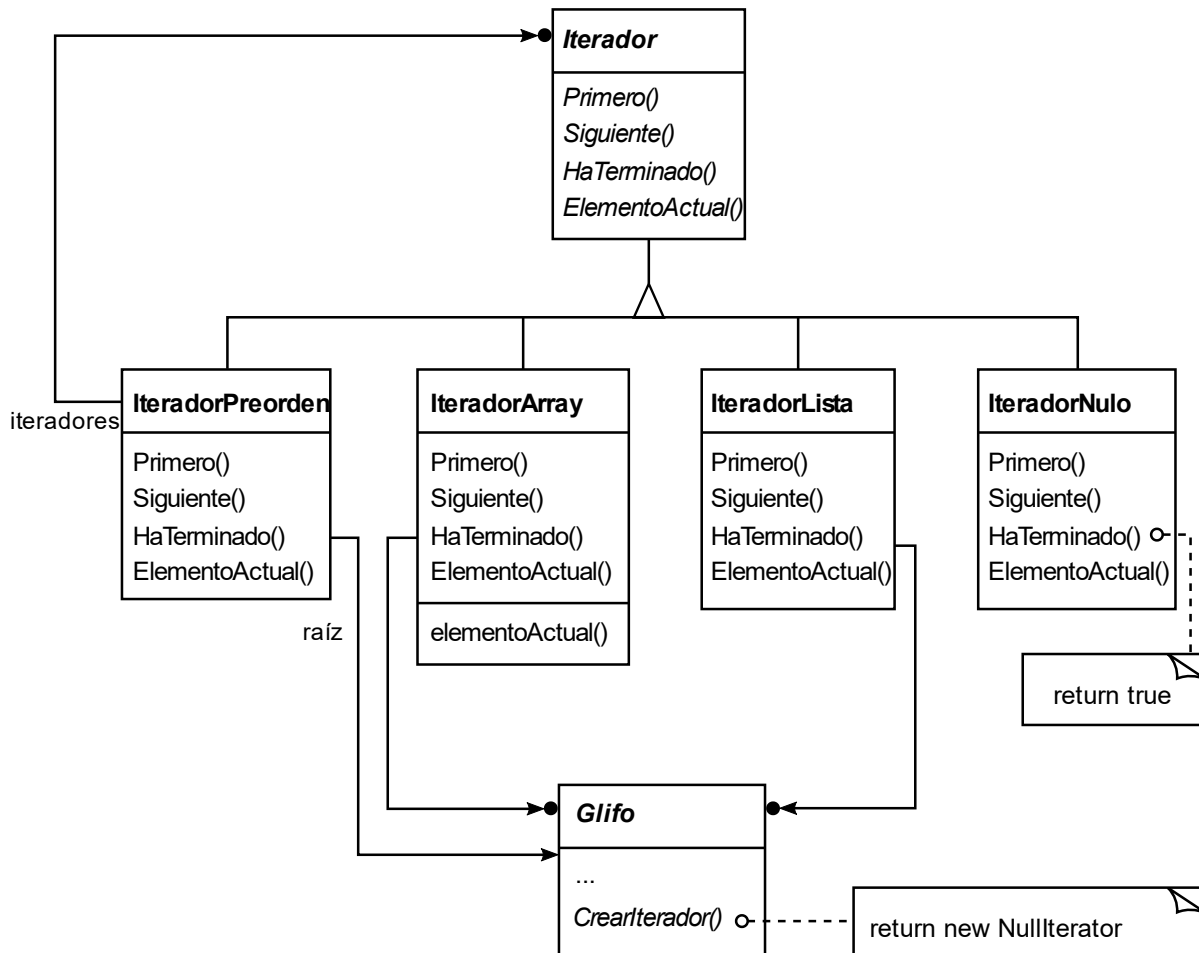 Iterador
Primero()
Siguiente()
HaTerminado()
ElementoActual()
iteradores
IteradorPreorden
Primero()
Siguiente()
HaTerminado()
ElementoActual()
raíz
IteradorArray
Primero()
Siguiente()
HaTerminado()
ElementoActual()
elementoActual()
IteradorLista
Primero()
Siguiente()
HaTerminado()
ElementoActual()
IteradorNulo
Primero()
Siguiente()
HaTerminado()
ElementoActual()
return true
Glifo
...
CrearIterador()
return new NullIterator